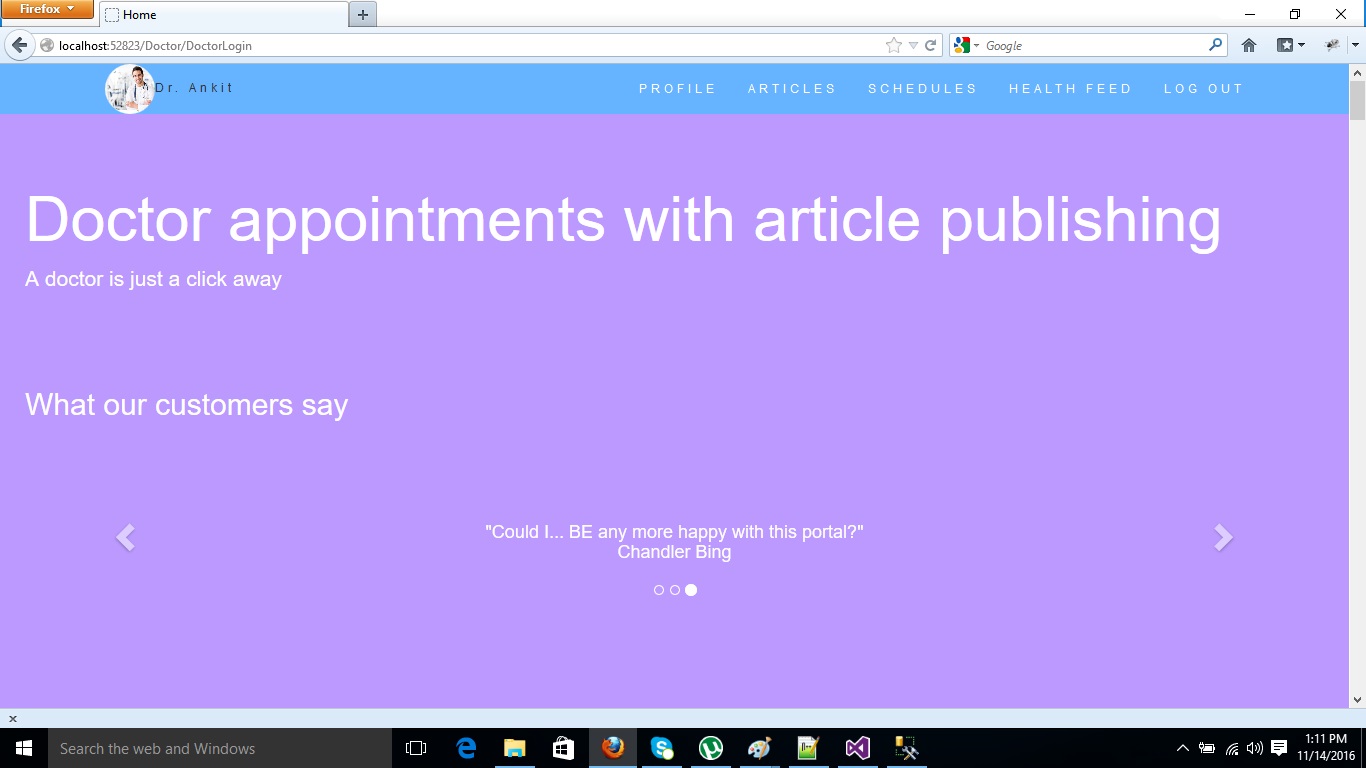 Firefox
Home
localhost:52823/Doctor/DoctorLogin
Google
Dr. Ankit
PROFILE ARTICLES SCHEDULES HEALTH FEED LOG OUT
Doctor appointments with article publishing
A doctor is just a click away
What our customers say
"Could I... BE any more happy with this portal?"
Chandler Bing
Search the web and Windows
1:11 PM
11/14/2016